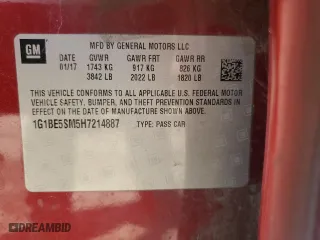 GM
MFD BY GENERAL MOTORS LLC
01/17 GVWR GAWR FRT GAWR RR
1743 KG 917 KG 826 KG
3842 LB 2022 LB 1820 LB
THIS VEHICLE CONFORMS TO ALL APPLICABLE U.S. FEDERAL MOTOR
VEHICLE SAFETY, BUMPER, AND THEFT PREVENTION STANDARDS IN
EFFECT ON THE DATE OF MANUFACTURE SHOWN ABOVE.
1G1BE5SM5H7214887 TYPE: PASS CAR